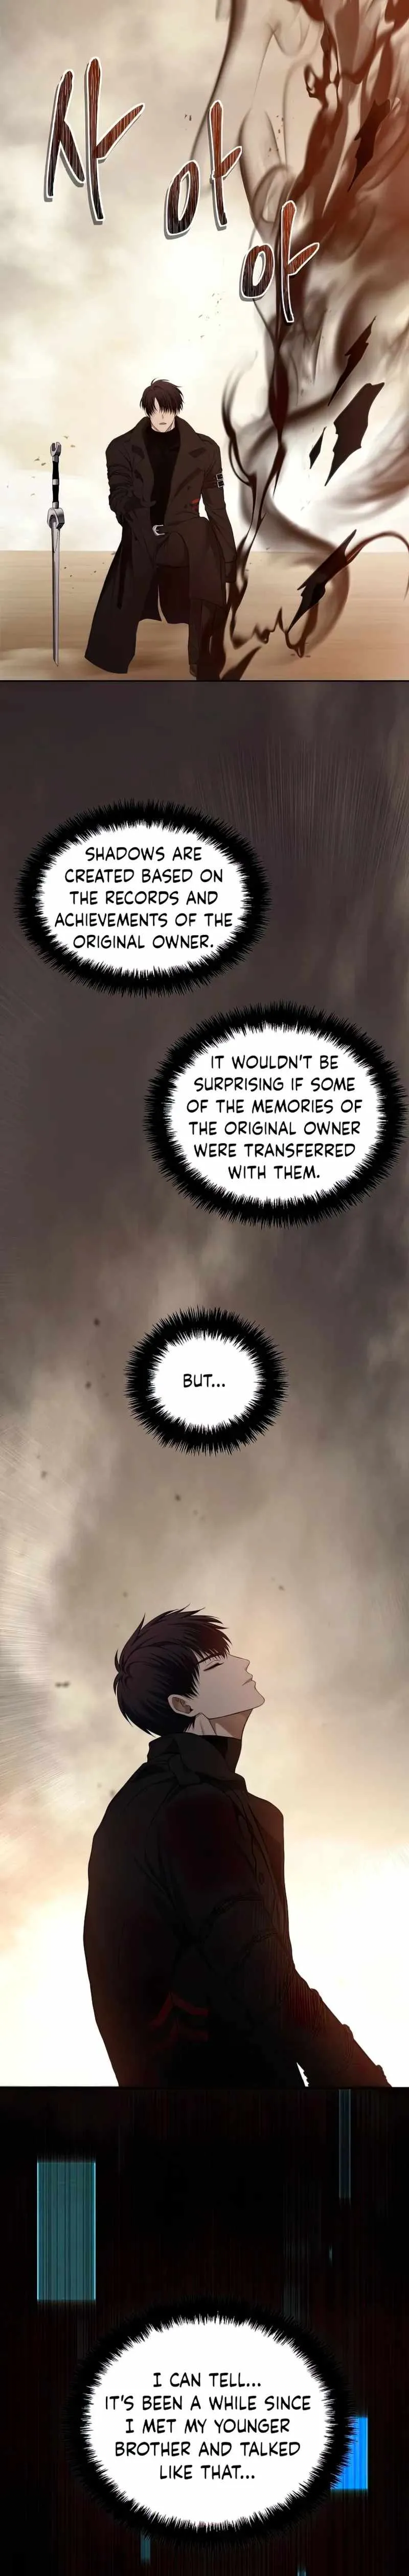 사
아
아
SHADOWS ARE
CREATED BASED ON
THE RECORDS AND
ACHIEVEMENTS OF THE
ORIGINAL OWNER.
IT WOULDN'T BE
SURPRISING IF SOME
OF THE MEMORIES OF
THE ORIGINAL OWNER
WERE TRANSFERRED
WITH THEM.
BUT...
I CAN TELL...
IT'S BEEN A WHILE SINCE
I MET MY YOUNGER
BROTHER AND TALKED
LIKE THAT...